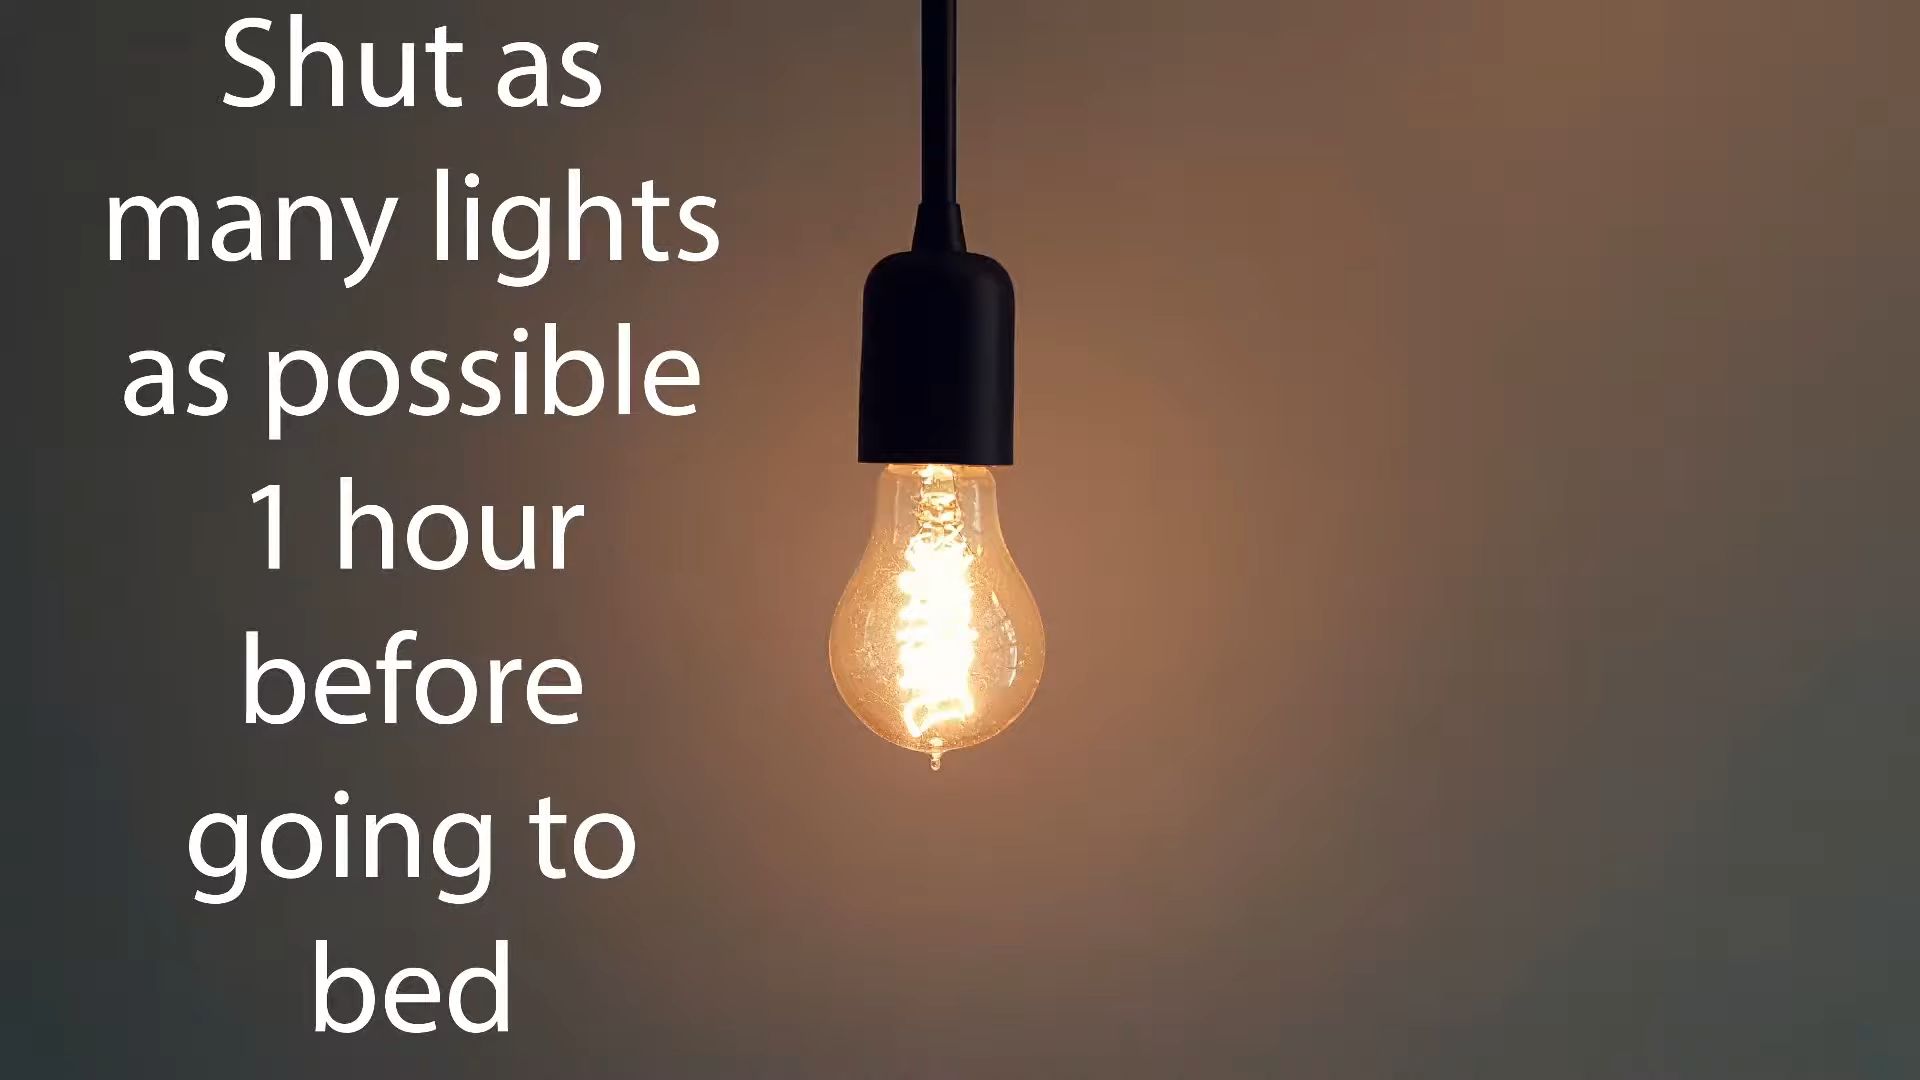 Shut as
many lights
as possible
1 hour
before
going to
bed